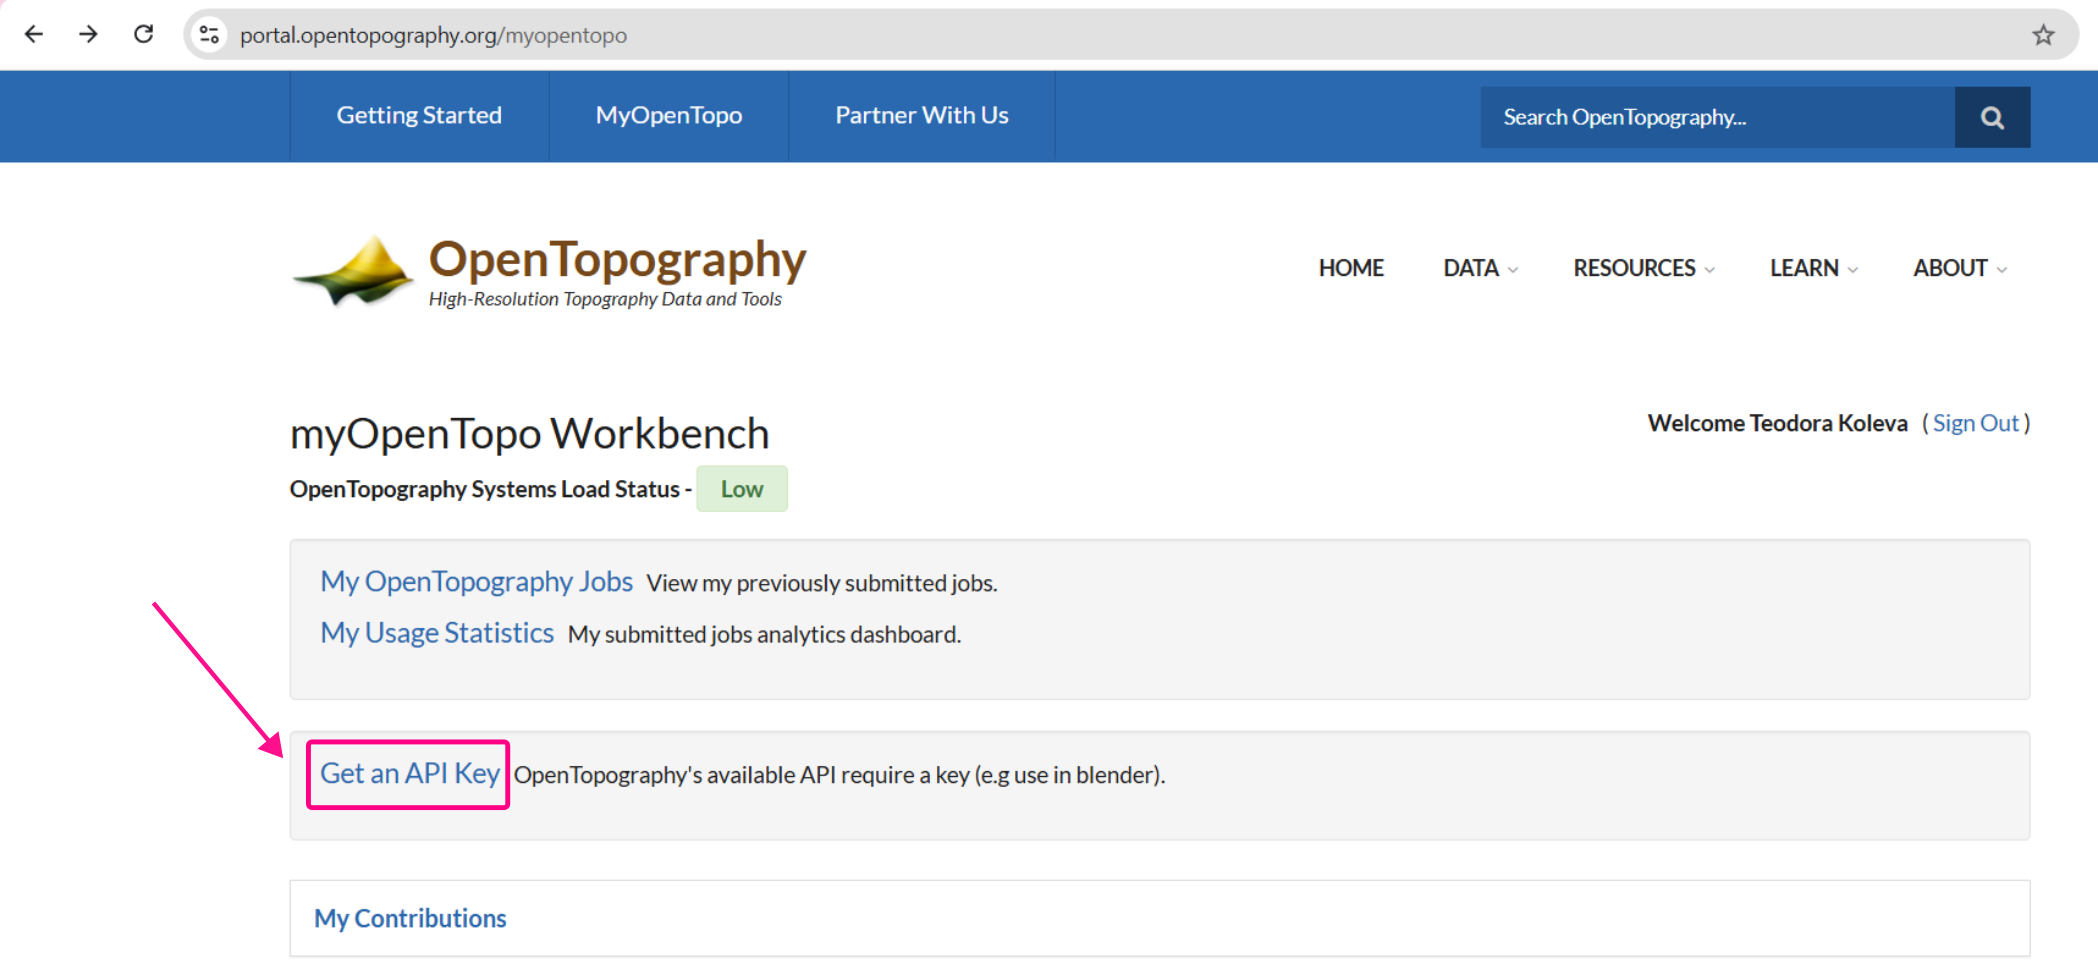 portal.opentopography.org/myopentopo
Getting Started MyOpenTopo Partner With Us Search OpenTopography...
OpenTopography
High-Resolution Topography Data and Tools
HOME DATA RESOURCES LEARN ABOUT
myOpenTopo Workbench
Welcome Teodora Koleva (Sign Out)
OpenTopography Systems Load Status - Low
My OpenTopography Jobs View my previously submitted jobs.
My Usage Statistics My submitted jobs analytics dashboard.
Get an API Key OpenTopography's available API require a key (e.g use in blender).
My Contributions